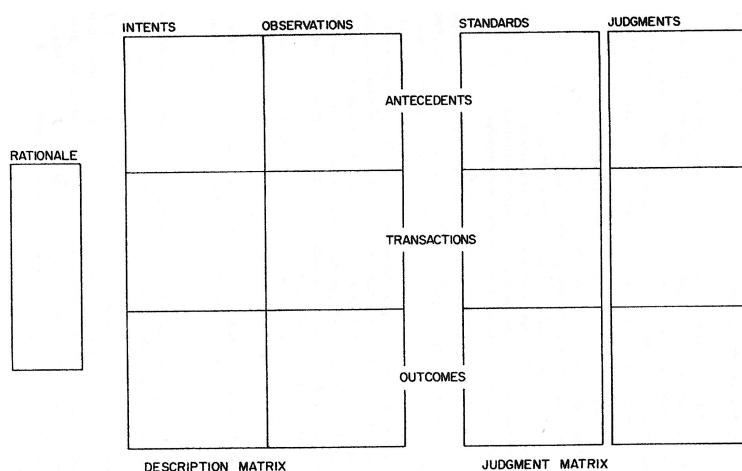 INTENTS
OBSERVATIONS
STANDARDS
JUDGMENTS
ANTECEDENTS
RATIONALE
TRANSACTIONS
OUTCOMES
DESCRIPTION MATRIX
JUDGMENT MATRIX